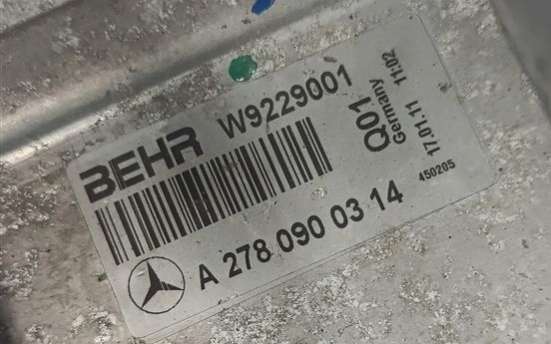 BEHR W9229001
Q01
Germany
17.01.11 11:02
450205
A 278 090 03 14